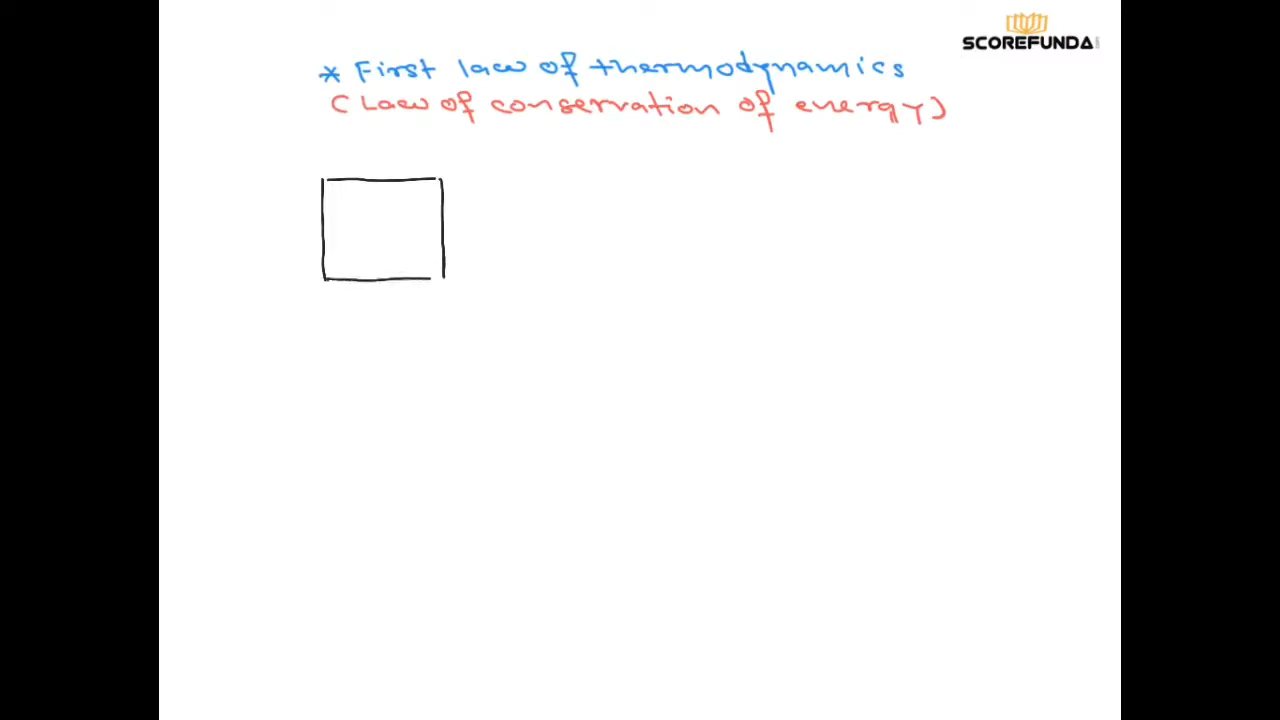 SCOREFUNDA
* First law of thermodynamics
(Law of conservation of energy)